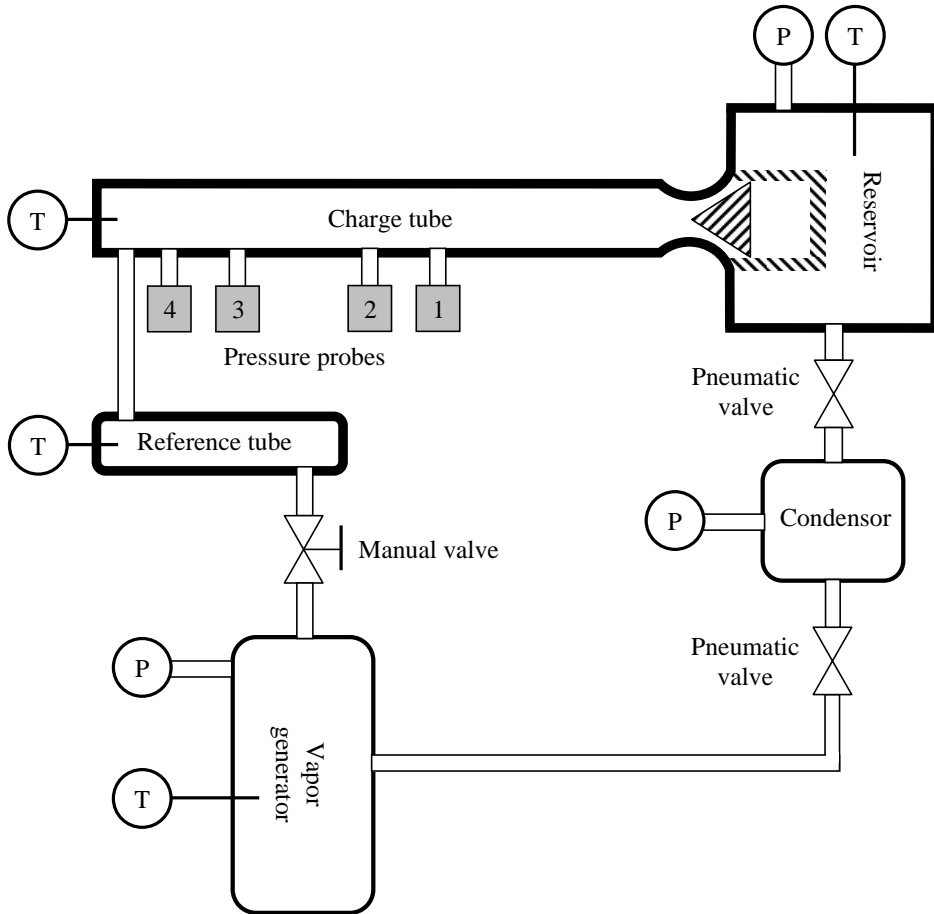 P
T
T
Charge tube
Reservoir
4
3
2
1
Pressure probes
Pneumatic
valve
T
Reference tube
P
Condensor
Manual valve
P
Pneumatic
valve
Vapor
generator
T